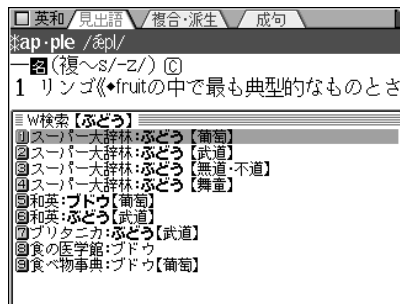 英和 見出語 複合・派生 成句
*ap·ple /ǽpl/
━名(複〜s/-z/) Ⓒ
1 リンゴ《◆fruitの中で最も典型的なものとさ
W検索【ぶどう】
1スーパー大辞林:ぶどう【葡萄】
2スーパー大辞林:ぶどう【武道】
3スーパー大辞林:ぶどう【無道・不道】
4スーパー大辞林:ぶどう【舞童】
5和英:ブドウ【葡萄】
6和英:ぶどう【武道】
7ブリタニカ:ぶどう【武道】
8食の医学館:ブドウ
9食べ物事典:ブドウ【葡萄】